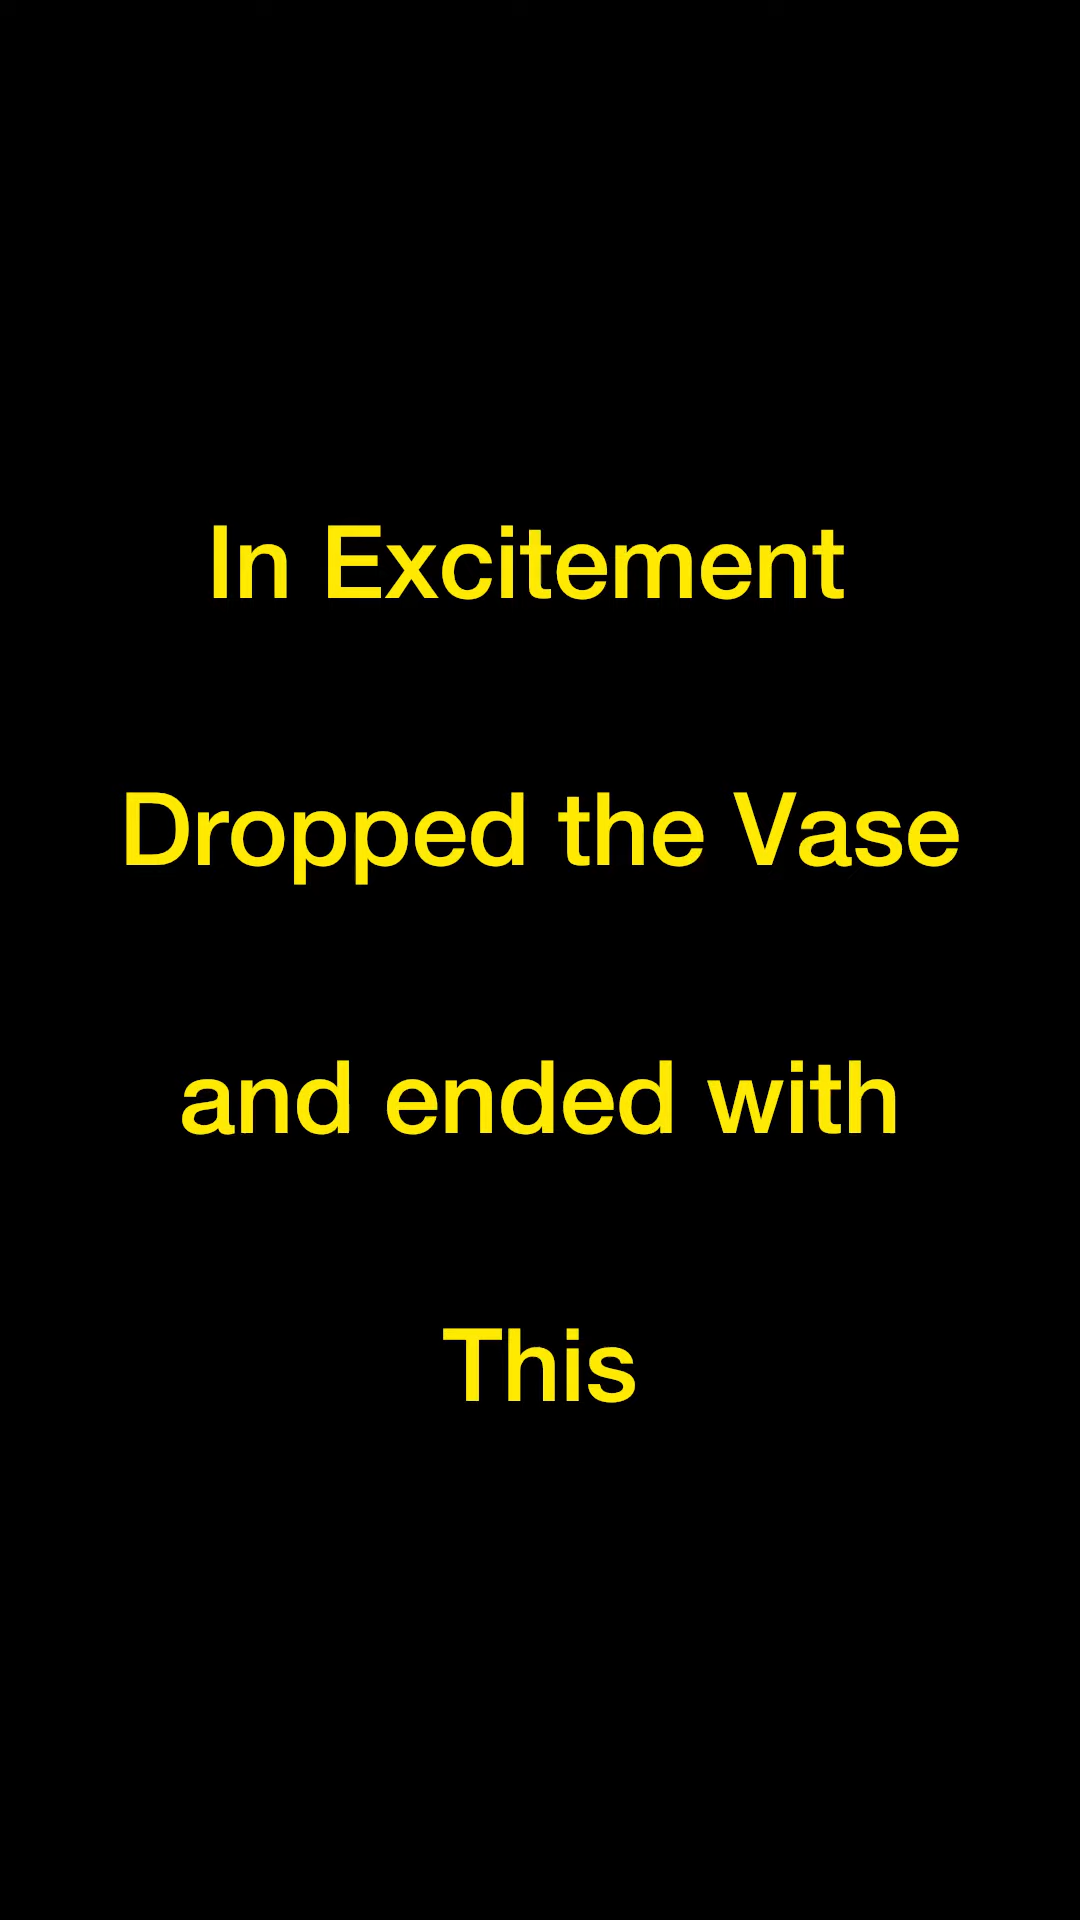 In Excitement
Dropped the Vase
and ended with
This